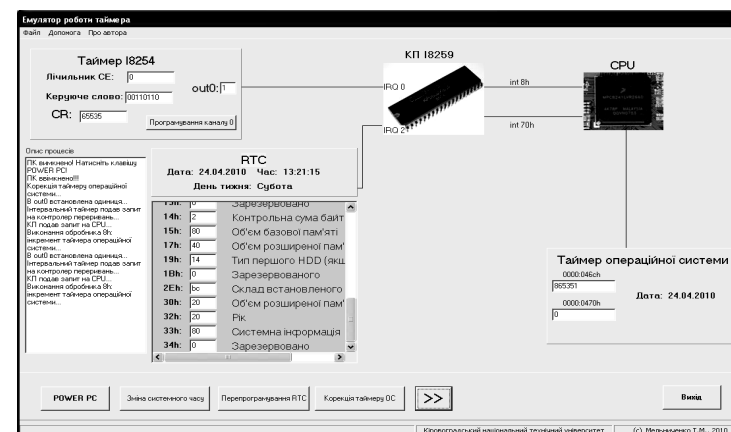 Емулятор роботи таймера
Файл Допомога Про автора
Таймер I8254
Лічильник CE: 0
Керуюче слово: 00110110
out0: 1
CR: 65535
Програмування каналу 0
КП I8259
IRQ 0
IRQ 2
int 8h
int 70h
CPU
Опис процесів
ПК вимкнено! Натисніть клавішу
POWER PC!
ПК ввімкнено!!!
Корекція таймеру операційної
системи...
В out0 встановлена одиниця...
Інтервальний таймер подав запит
на контролер переривань...
КП подав запит на CPU...
Виконання обробника 8h:
інкремент таймера операційної
системи...
В out0 встановлена одиниця...
Інтервальний таймер подав запит
на контролер переривань...
КП подав запит на CPU...
Виконання обробника 8h:
інкремент таймера операційної
системи...
RTC
Дата: 24.04.2010 Час: 13:21:15
День тижня: Субота
13h: 0 Зарезервовано
14h: 2 Контрольна сума байт
15h: 80 Об'єм базової пам'яті
17h: 40 Об'єм розширеної пам'
19h: 14 Тип першого HDD (якщ
1Bh: 0 Зарезервованого
2Eh: bc Склад встановленого
30h: 20 Об'єм розширеної пам'
32h: 20 Рік
33h: 80 Системна інформація
34h: 0 Зарезервовано
Таймер операційної системи
0000:046ch
865351
0000:0470h
0
Дата: 24.04.2010
POWER PC
Зміна системного часу
Перепрограмування RTC
Корекція таймеру ОС
>>
Вихід
Кіровоградський національний технічний університет
(c) Мельниченко Т.М., 2010